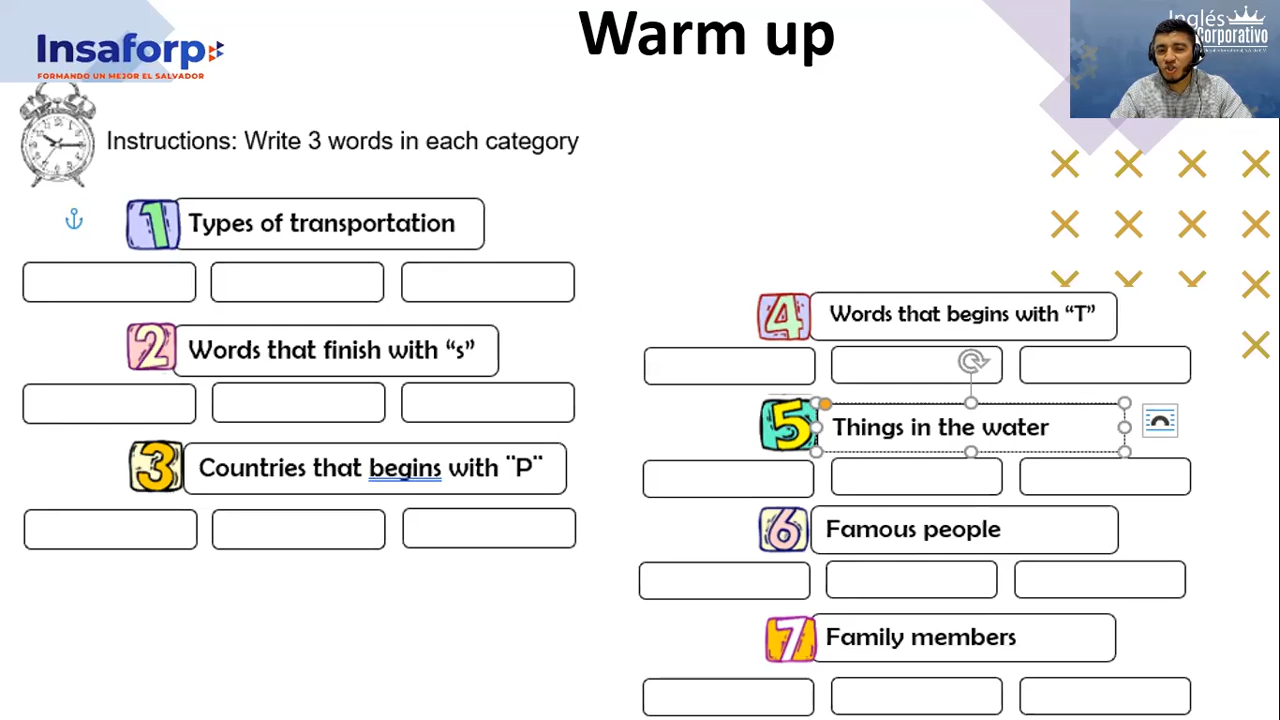 Warm up
Insaforp
FORMANDO UN MEJOR EL SALVADOR
Inglés
Corporativo
Instructions: Write 3 words in each category
1 Types of transportation
2 Words that finish with “s”
3 Countries that begins with ¨P¨
4 Words that begins with “T”
5 Things in the water
6 Famous people
7 Family members